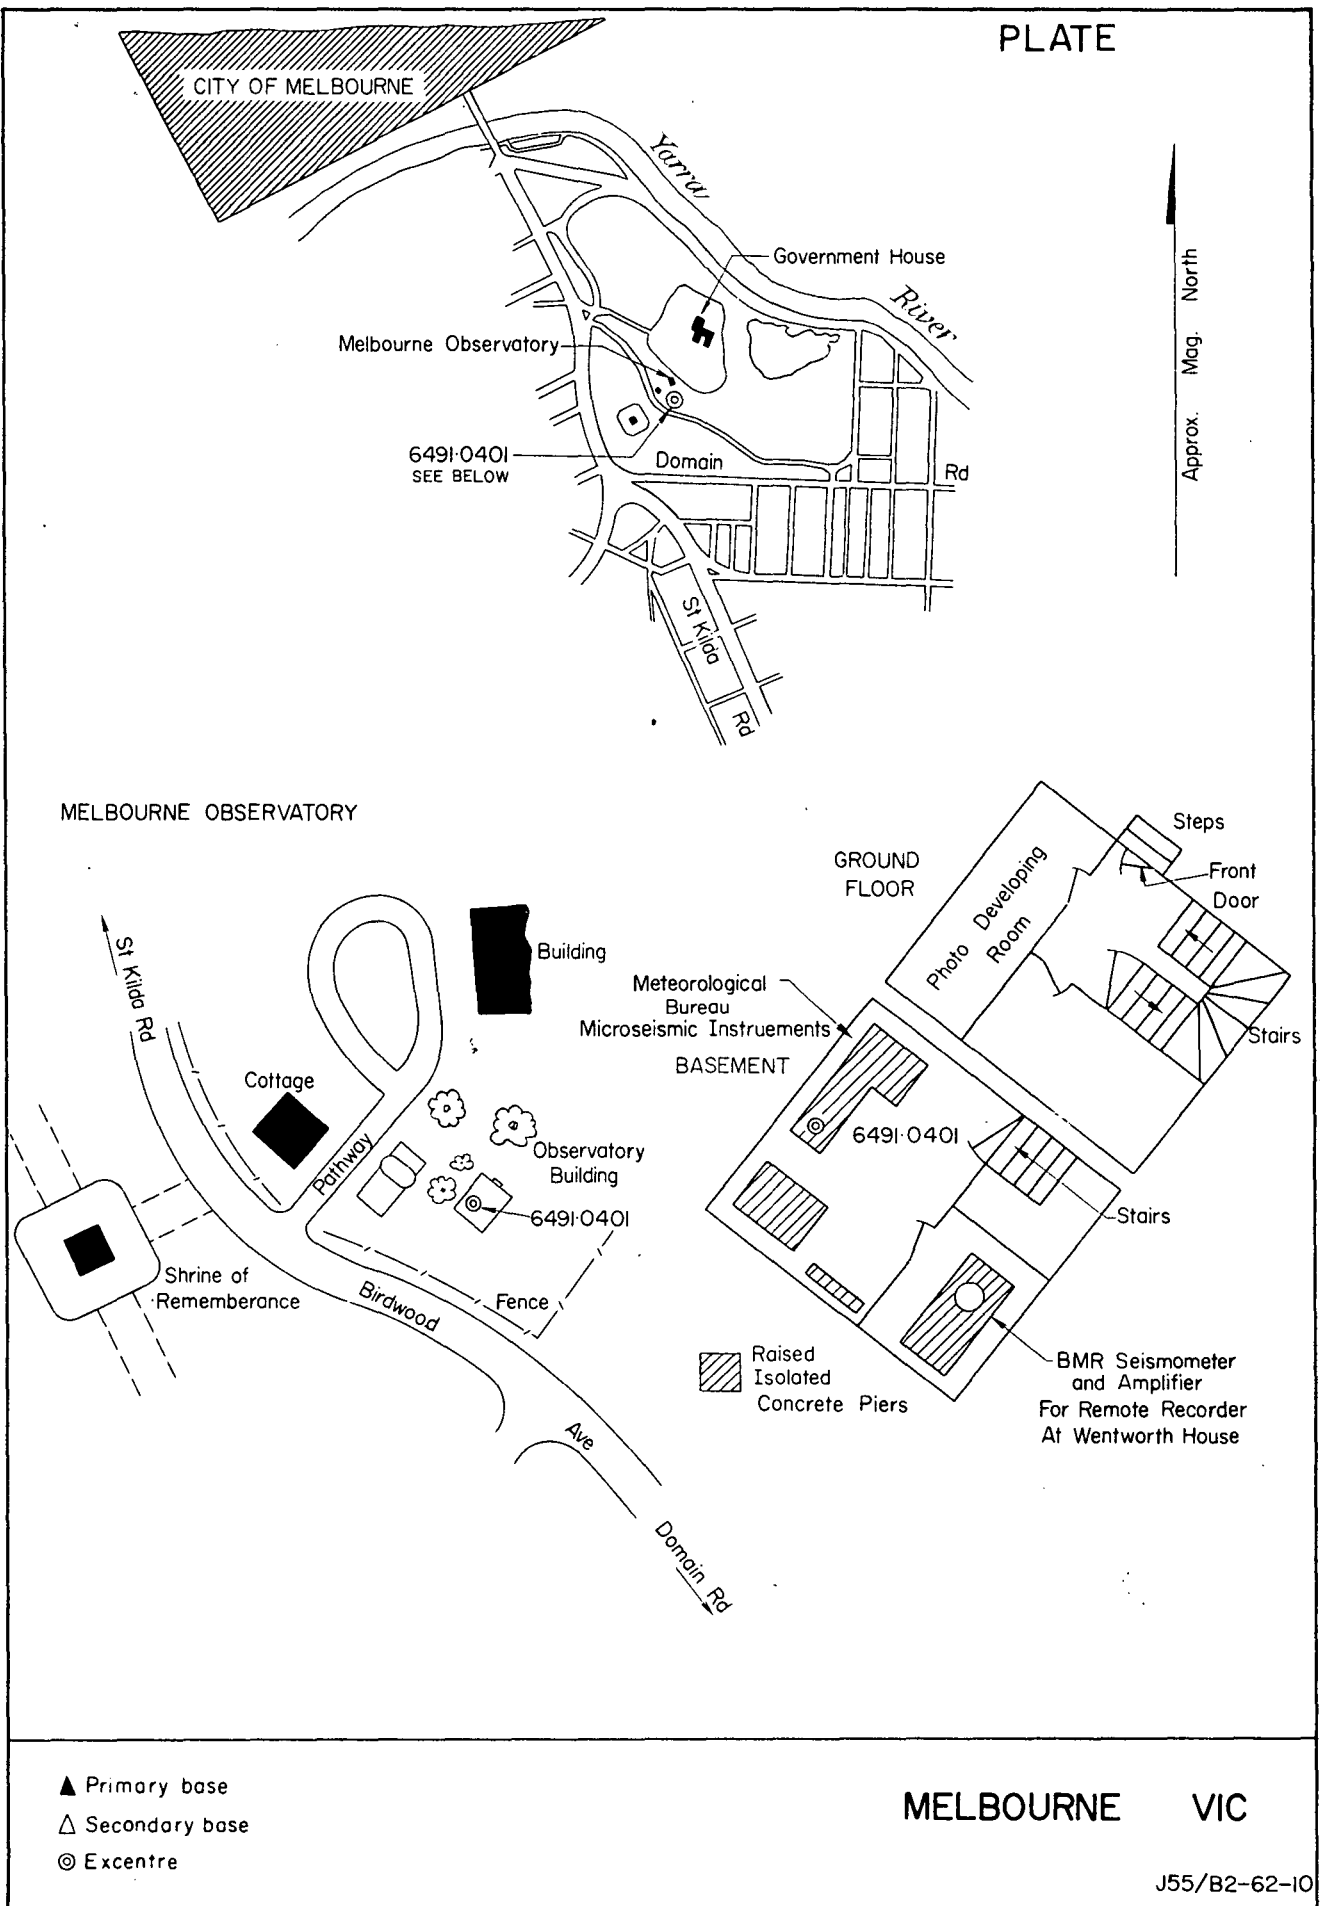 PLATE
CITY OF MELBOURNE
Yarra
River
Government House
Melbourne Observatory
6491·0401
SEE BELOW
Domain
Rd
St Kilda
Rd
Approx. Mag. North
MELBOURNE OBSERVATORY
St Kilda Rd
Building
Cottage
Pathway
Observatory
Building
6491·0401
Shrine of
Rememberance
Birdwood
Fence
Ave
Domain Rd
GROUND
FLOOR
Photo Developing
Room
Steps
Front
Door
Stairs
Meteorological
Bureau
Microseismic Instruements
BASEMENT
6491·0401
Stairs
Raised
Isolated
Concrete Piers
BMR Seismometer
and Amplifier
For Remote Recorder
At Wentworth House
Primary base
Secondary base
Excentre
MELBOURNE VIC
J55/B2-62-10